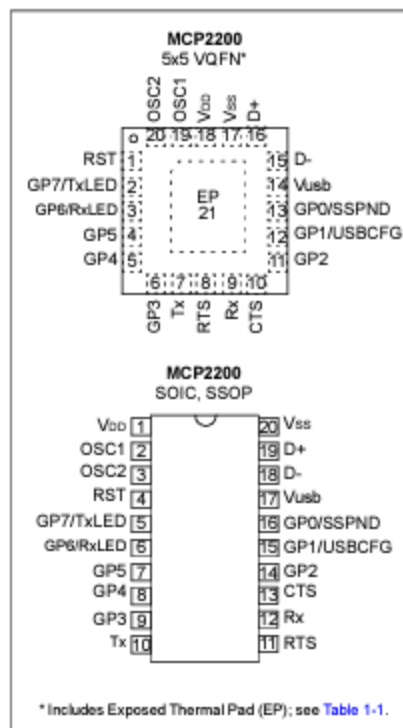 MCP2200
5x5 VQFN*
OSC2
OSC1
VDD
VSS
D+
20 19 18 17 16
RST 1
GP7/TxLED 2
GP6/RxLED 3
GP5 4
GP4 5
EP
21
15 D-
14 Vusb
13 GP0/SSPND
12 GP1/USBCFG
11 GP2
6 7 8 9 10
GP3
Tx
RTS
Rx
CTS
MCP2200
SOIC, SSOP
VDD 1
OSC1 2
OSC2 3
RST 4
GP7/TxLED 5
GP6/RxLED 6
GP5 7
GP4 8
GP3 9
Tx 10
20 VSS
19 D+
18 D-
17 Vusb
16 GP0/SSPND
15 GP1/USBCFG
14 GP2
13 CTS
12 Rx
11 RTS
* Includes Exposed Thermal Pad (EP); see Table 1-1.